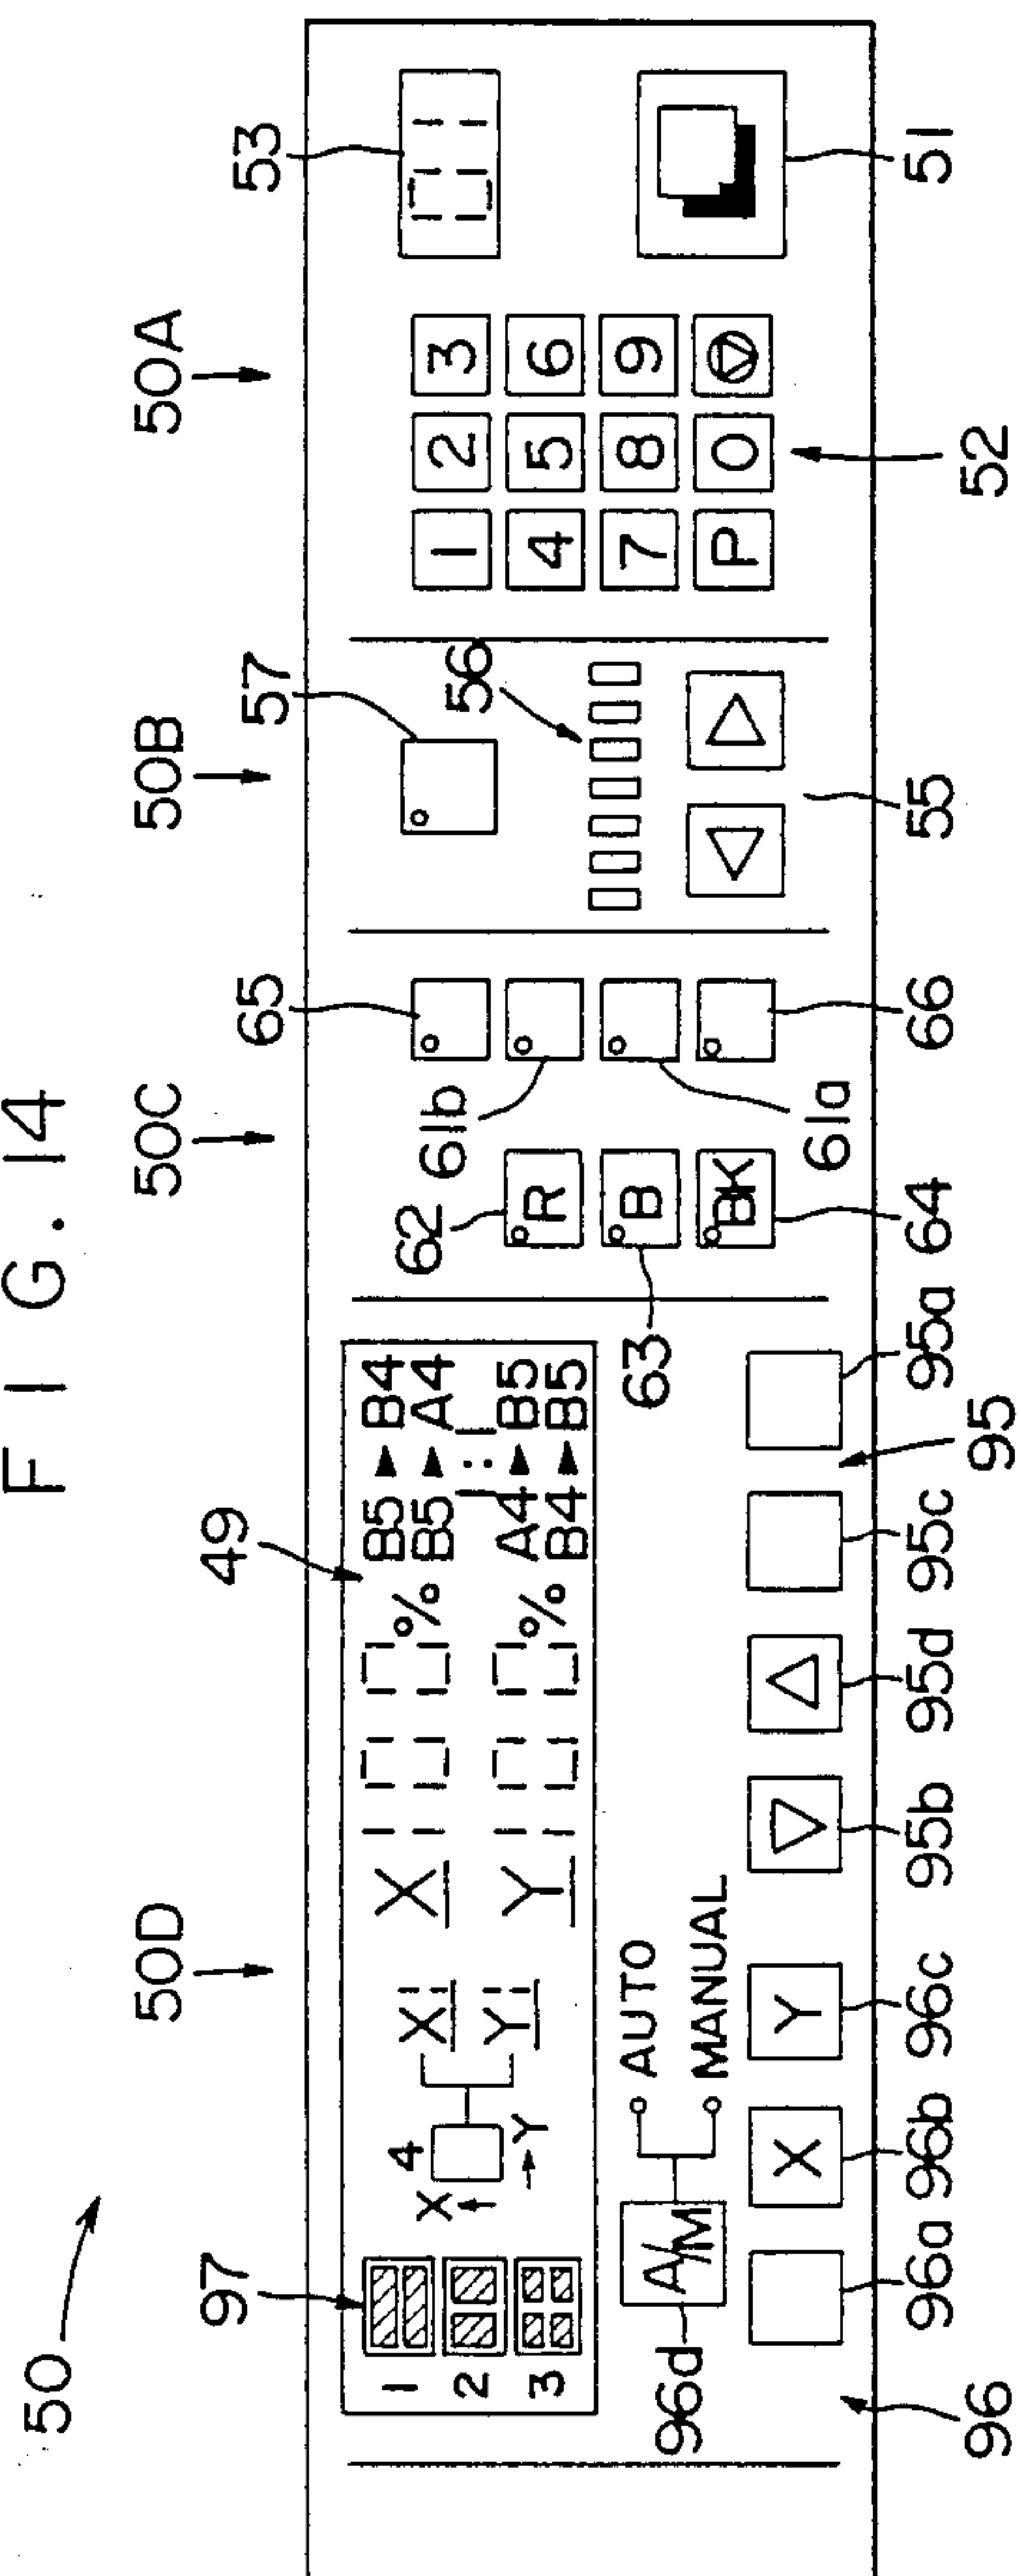 FIG. 14
50
50D
50C
50B
50A
97
49
65
57
53
1
2
3
4
X
Y
X
Y
X
Y
%
%
B5 ▶ B4
B5 ▶ A4
1:1
A4 ▶ B5
B4 ▶ B5
62
61b
56
R
B
BK
63
61a
1 2 3
4 5 6
7 8 9
P 0
96d
A/M
AUTO
MANUAL
X
Y
96a
96b
96c
95b
95d
95c
95a
64
66
55
52
51
96
95